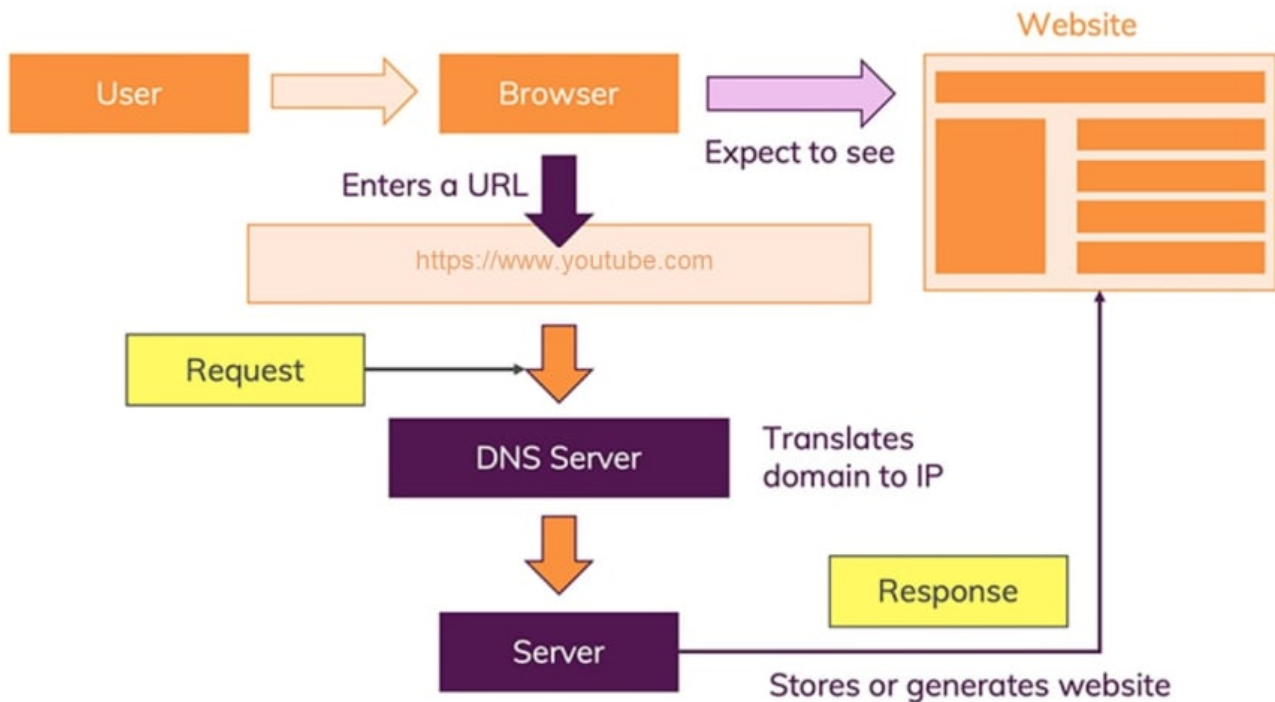 Website
User
Browser
Expect to see
Enters a URL
https://www.youtube.com
Request
DNS Server
Translates
domain to IP
Response
Server
Stores or generates website